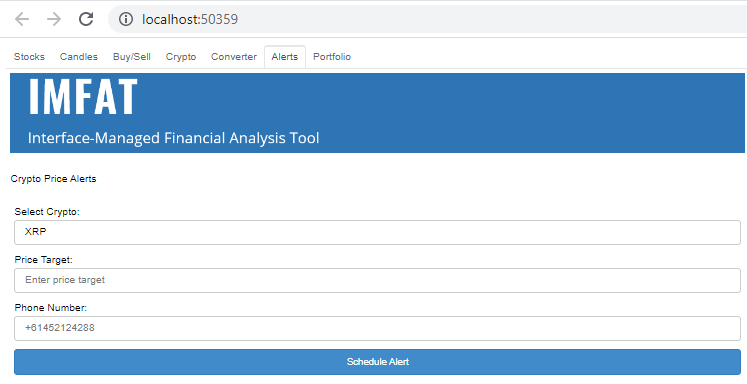 localhost:50359
Stocks Candles Buy/Sell Crypto Converter Alerts Portfolio
IMFAT
Interface-Managed Financial Analysis Tool
Crypto Price Alerts
Select Crypto:
XRP
Price Target:
Enter price target
Phone Number:
+61452124288
Schedule Alert